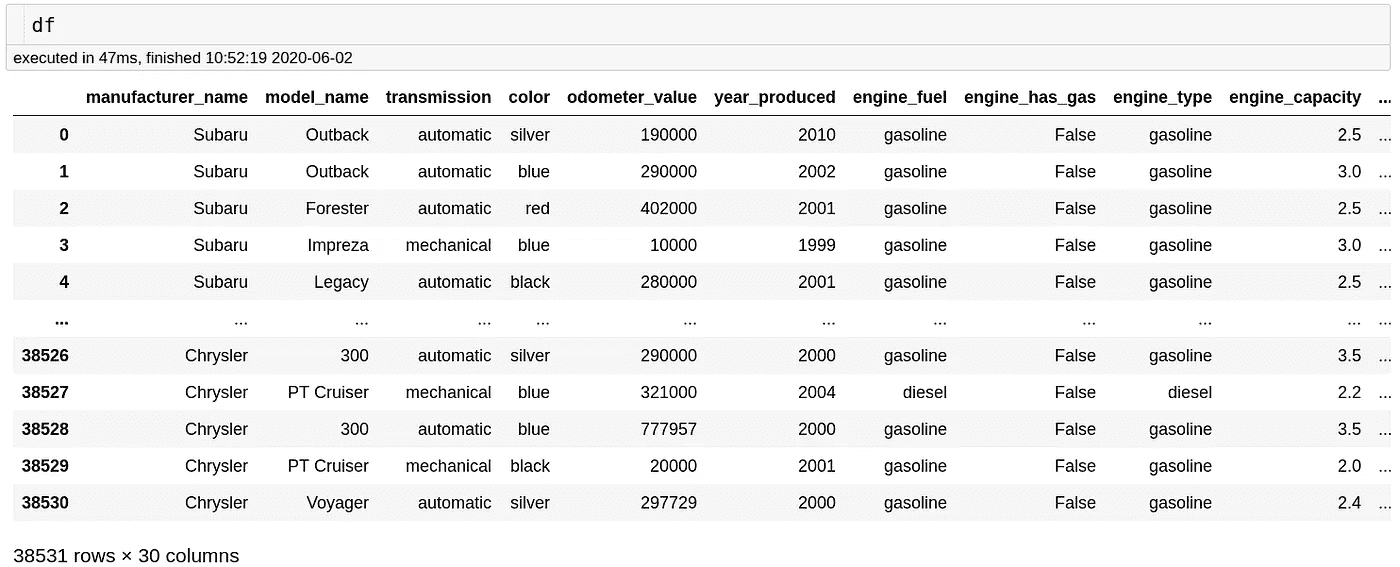 df
executed in 47ms, finished 10:52:19 2020-06-02
manufacturer_name model_name transmission color odometer_value year_produced engine_fuel engine_has_gas engine_type engine_capacity ...
0 Subaru Outback automatic silver 190000 2010 gasoline False gasoline 2.5 ...
1 Subaru Outback automatic blue 290000 2002 gasoline False gasoline 3.0 ...
2 Subaru Forester automatic red 402000 2001 gasoline False gasoline 2.5 ...
3 Subaru Impreza mechanical blue 10000 1999 gasoline False gasoline 3.0 ...
4 Subaru Legacy automatic black 280000 2001 gasoline False gasoline 2.5 ...
... ... ... ... ... ... ... ... ... ... ... ...
38526 Chrysler 300 automatic silver 290000 2000 gasoline False gasoline 3.5 ...
38527 Chrysler PT Cruiser mechanical blue 321000 2004 diesel False diesel 2.2 ...
38528 Chrysler 300 automatic blue 777957 2000 gasoline False gasoline 3.5 ...
38529 Chrysler PT Cruiser mechanical black 20000 2001 gasoline False gasoline 2.0 ...
38530 Chrysler Voyager automatic silver 297729 2000 gasoline False gasoline 2.4 ...
38531 rows × 30 columns